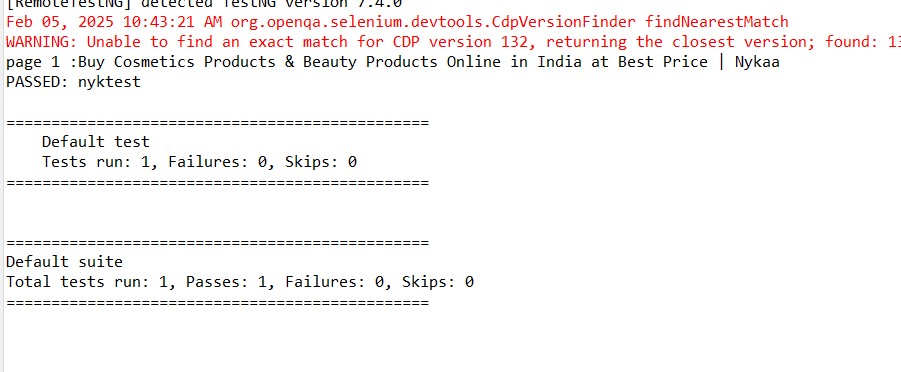 [RemoteTestNG] detected TestNG version 7.4.0
Feb 05, 2025 10:43:21 AM org.openqa.selenium.devtools.CdpVersionFinder findNearestMatch
WARNING: Unable to find an exact match for CDP version 132, returning the closest version; found:
page 1 :Buy Cosmetics Products & Beauty Products Online in India at Best Price | Nykaa
PASSED: nyktest
===============================================
Default test
Tests run: 1, Failures: 0, Skips: 0
===============================================
===============================================
Default suite
Total tests run: 1, Passes: 1, Failures: 0, Skips: 0
===============================================